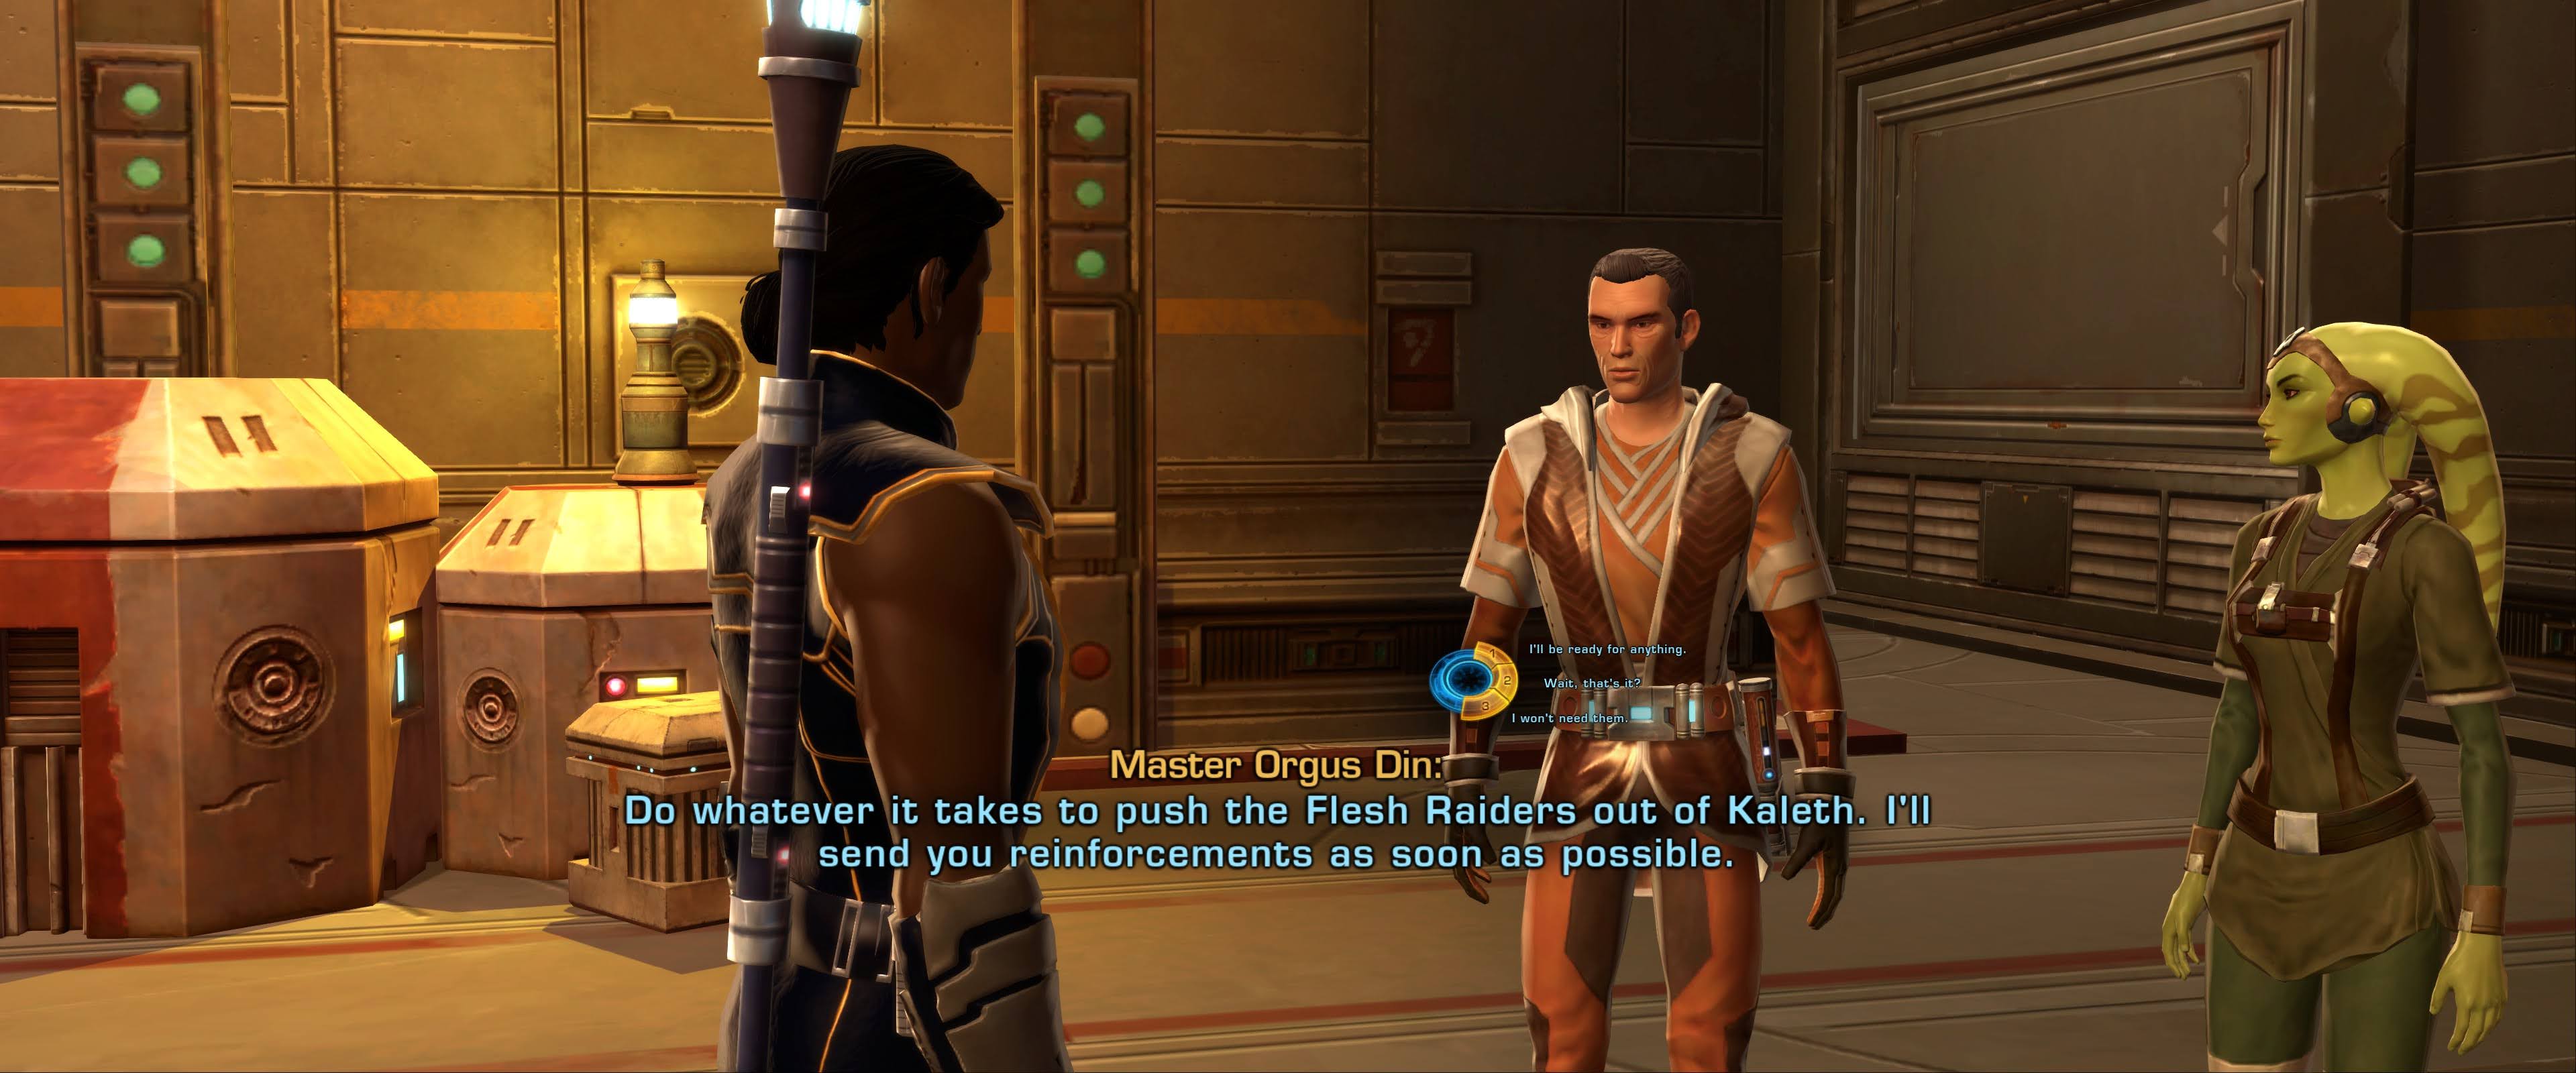 1 I'll be ready for anything.
2 Wait, that's it?
3 I won't need them.
Master Orgus Din:
Do whatever it takes to push the Flesh Raiders out of Kaleth. I'll
send you reinforcements as soon as possible.